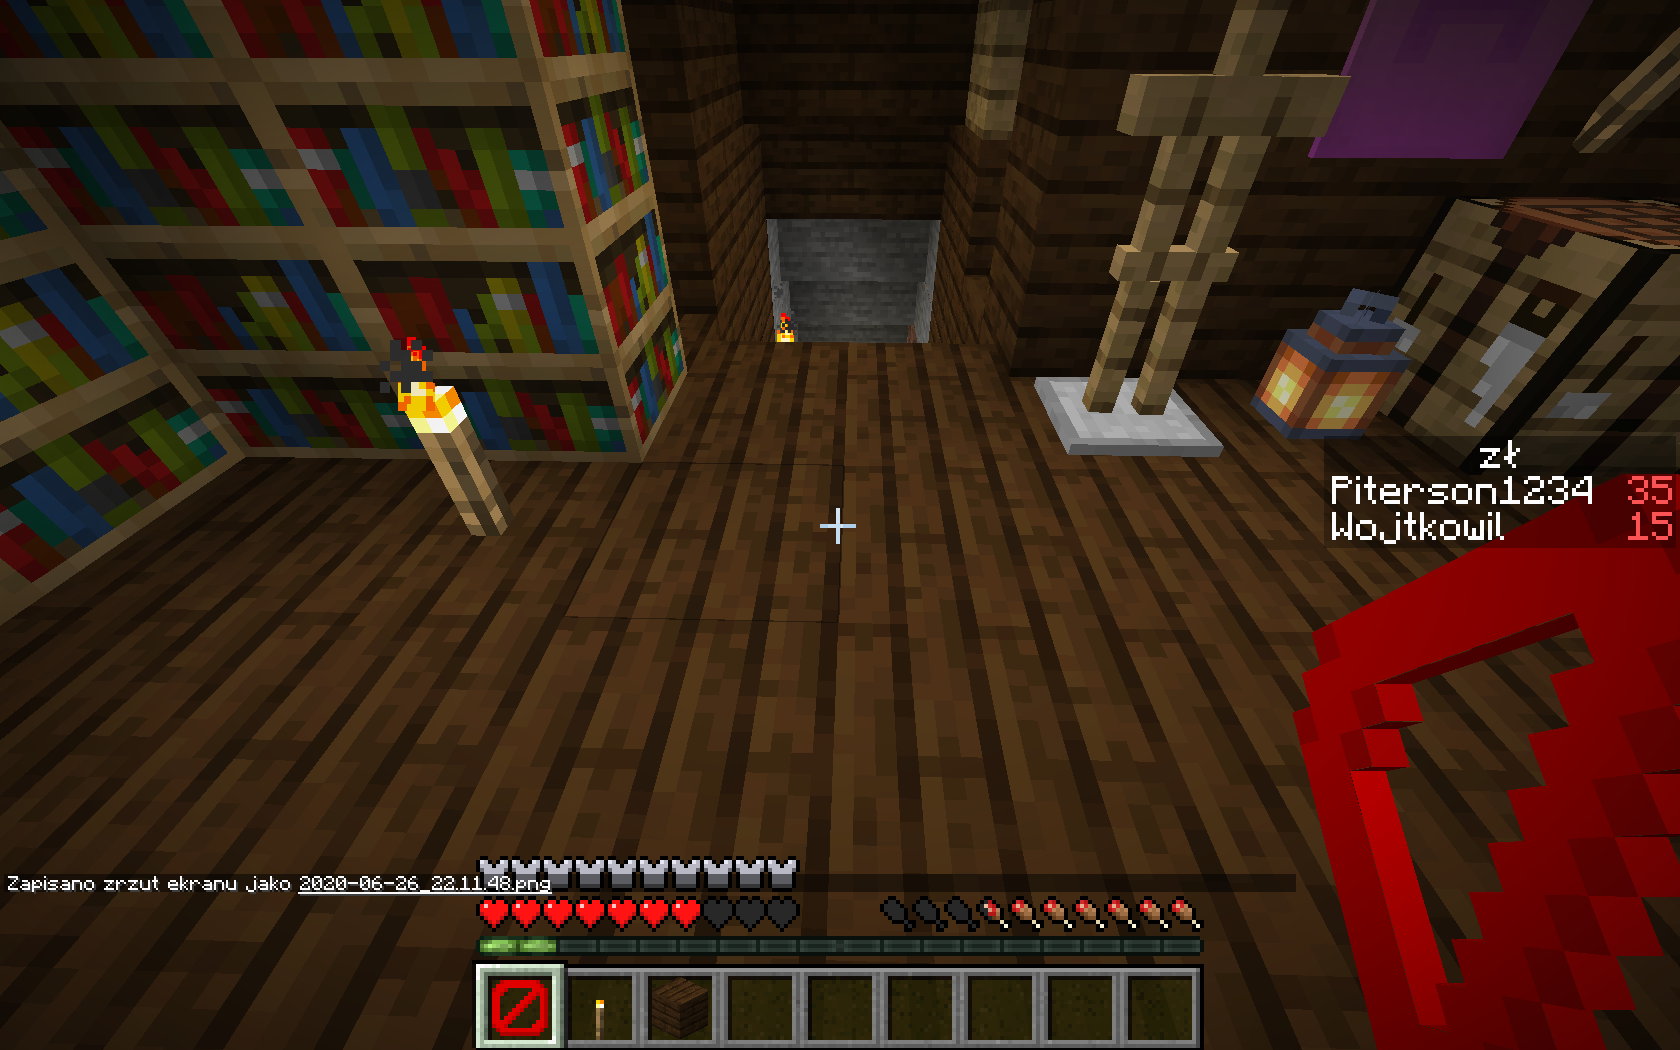 zł
Piterson1234 35
Wojtkowil 15
Zapisano zrzut ekranu jako 2020-06-26_22.11.48.png